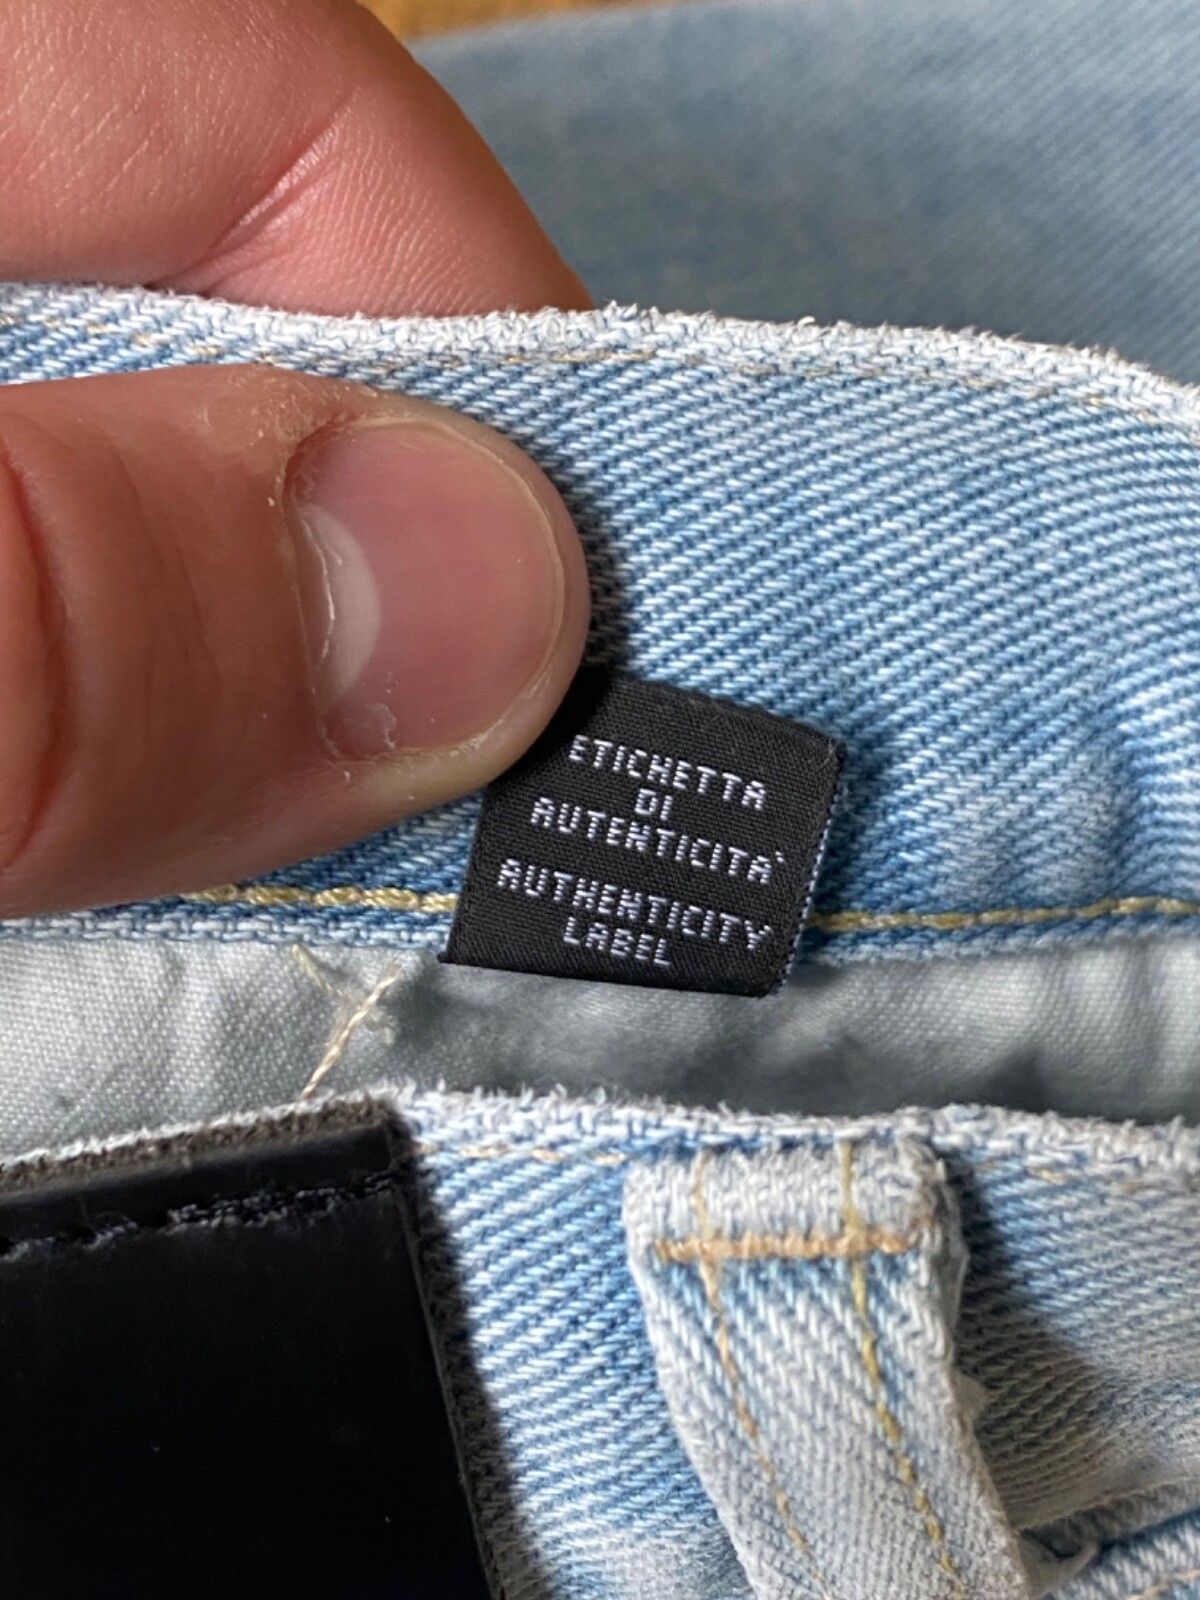 ETICHETTA
DI
AUTENTICITA'
AUTHENTICITY
LABEL